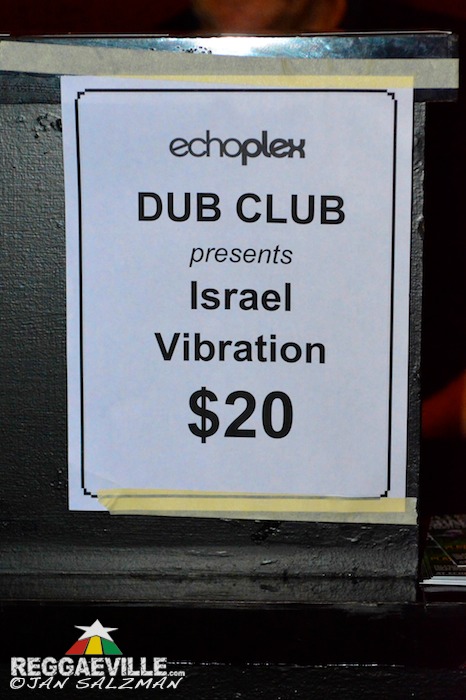 echoplex
DUB CLUB
presents
Israel
Vibration
$20
REGGAEVILLE.com
©JAN SALZMAN